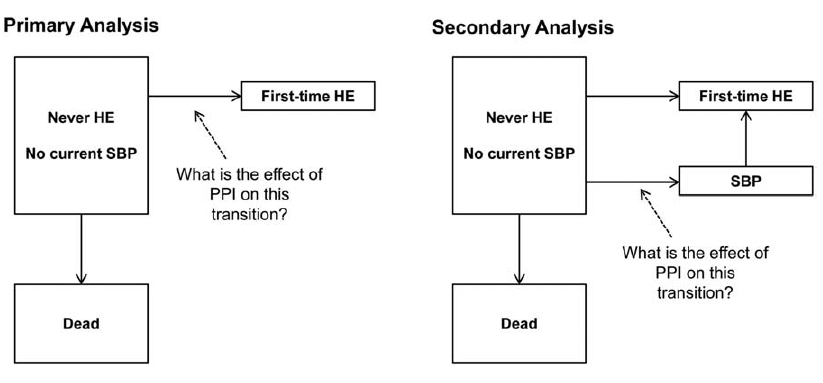 Primary Analysis
Never HE
No current SBP
First-time HE
What is the effect of
PPI on this
transition?
Dead
Secondary Analysis
Never HE
No current SBP
First-time HE
SBP
What is the effect of
PPI on this
transition?
Dead